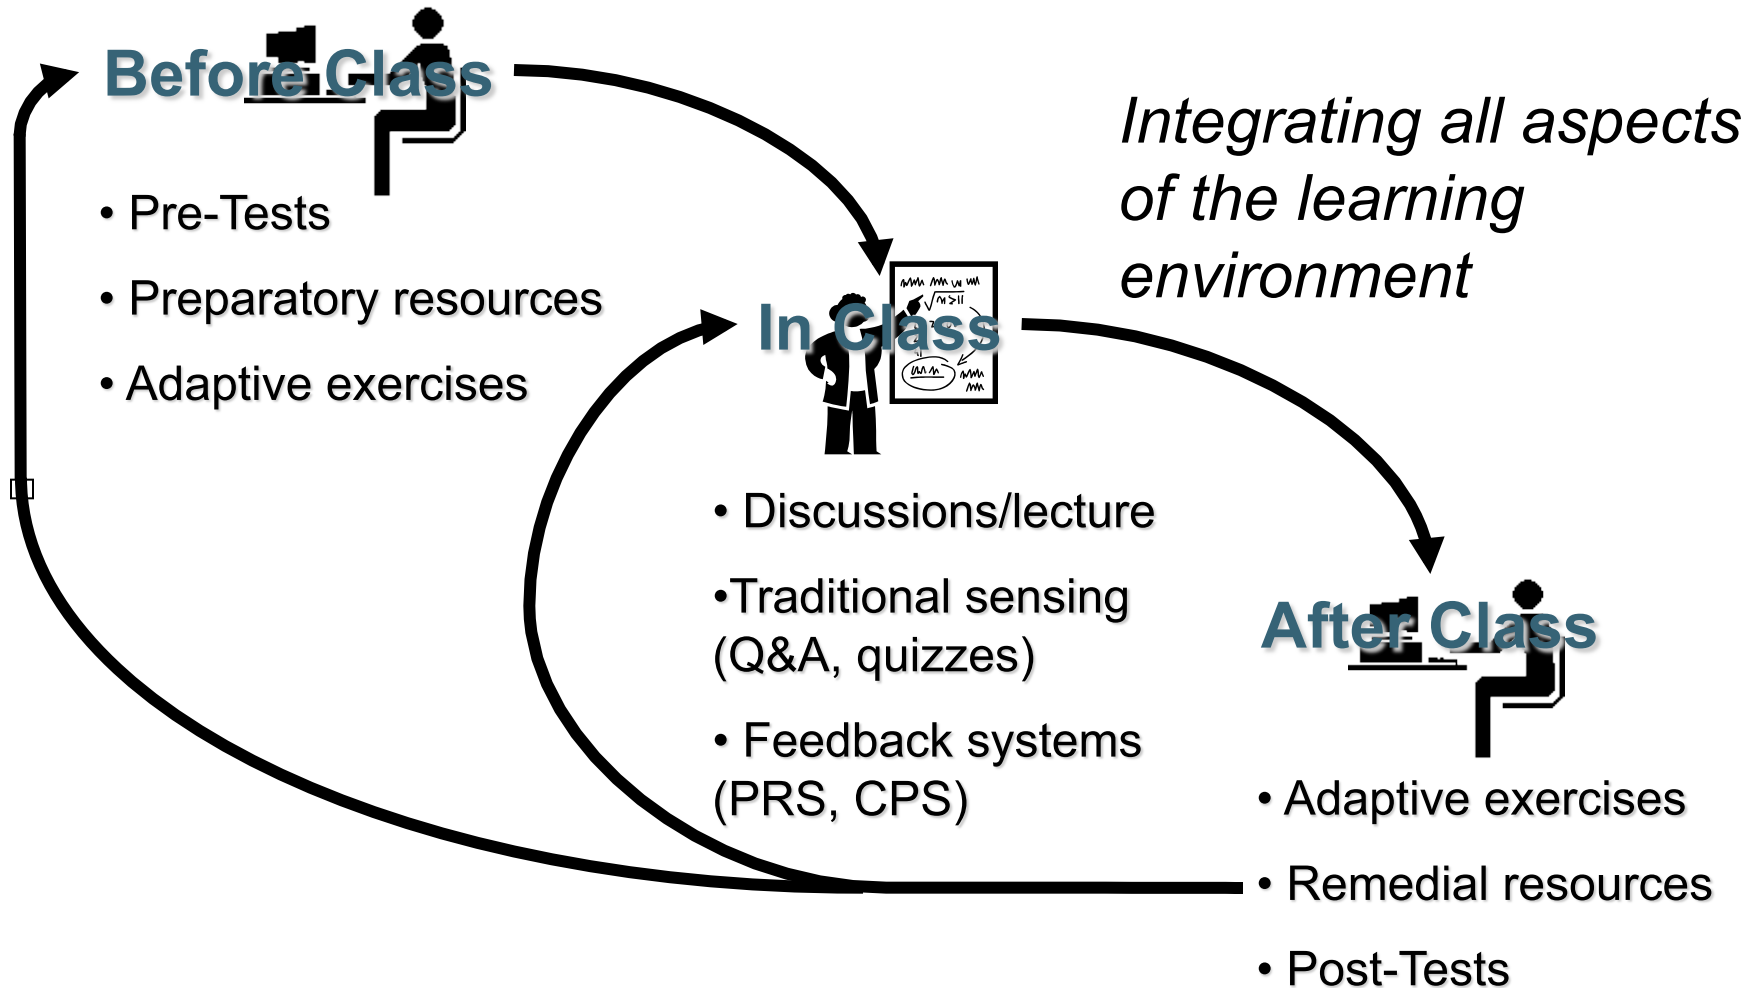 Before Class
• Pre-Tests
• Preparatory resources
• Adaptive exercises
Integrating all aspects
of the learning
environment
In Class
• Discussions/lecture
•Traditional sensing
(Q&A, quizzes)
• Feedback systems
(PRS, CPS)
After Class
• Adaptive exercises
• Remedial resources
• Post-Tests